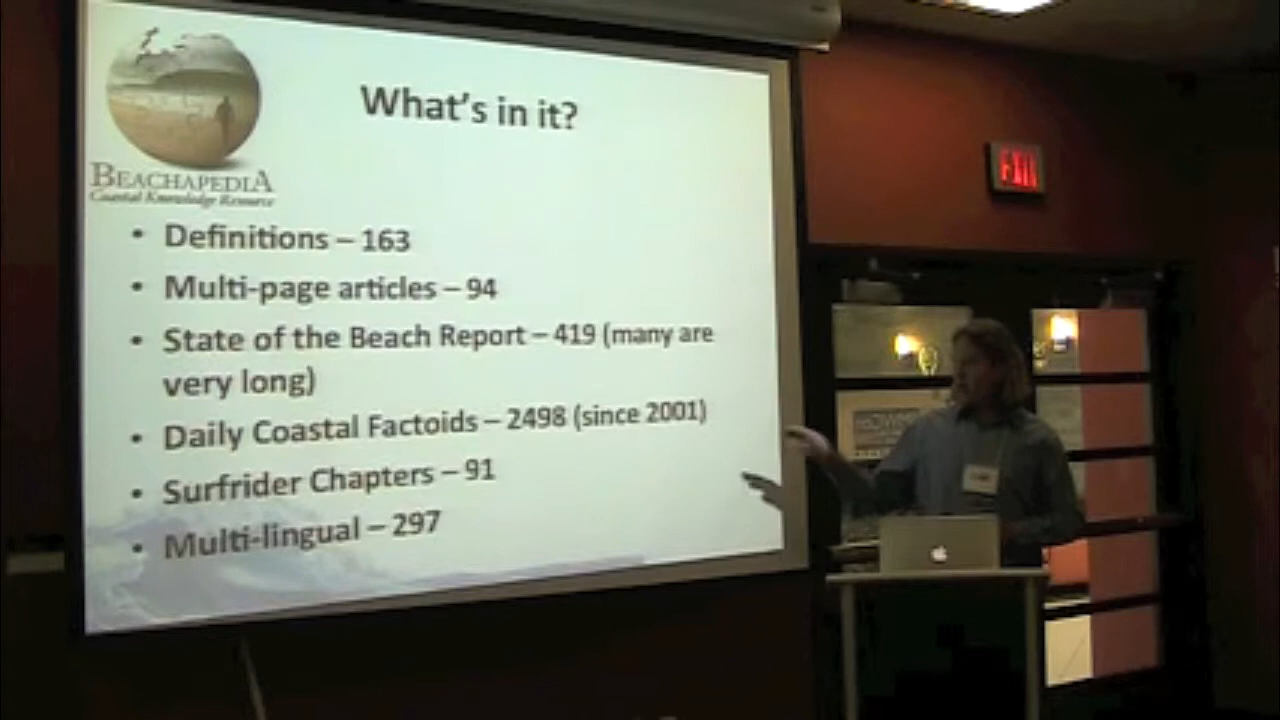 What's in it?
BEACHAPEDIA
Coastal Knowledge Resource
• Definitions – 163
• Multi-page articles – 94
• State of the Beach Report – 419 (many are
very long)
• Daily Coastal Factoids – 2498 (since 2001)
• Surfrider Chapters – 91
• Multi-lingual – 297
EXIT